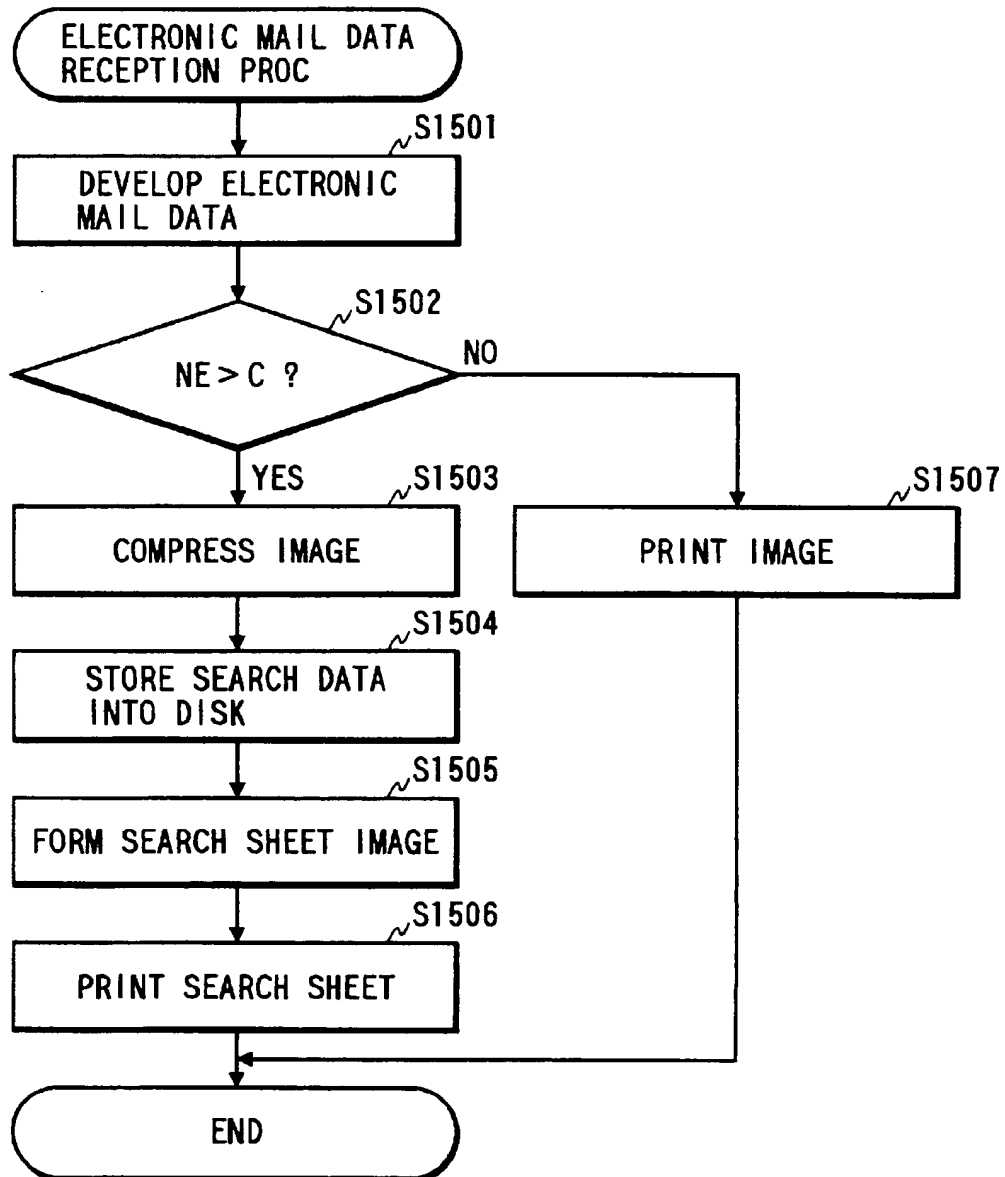 ELECTRONIC MAIL DATA
RECEPTION PROC
S1501
DEVELOP ELECTRONIC
MAIL DATA
S1502
NE>C ?
NO
YES
S1503
COMPRESS IMAGE
S1507
PRINT IMAGE
S1504
STORE SEARCH DATA
INTO DISK
S1505
FORM SEARCH SHEET IMAGE
S1506
PRINT SEARCH SHEET
END